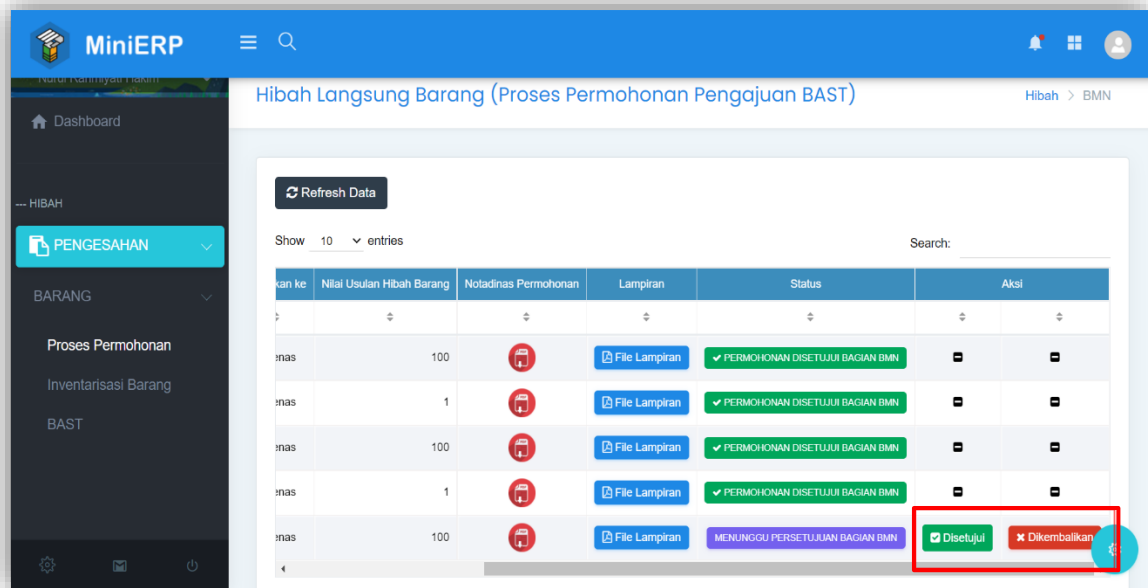 MiniERP
Hibah Langsung Barang (Proses Permohonan Pengajuan BAST)
Hibah > BMN
Dashboard
--- HIBAH
PENGESAHAN
BARANG
Proses Permohonan
Inventarisasi Barang
BAST
Refresh Data
Show 10 entries
Search:
kan ke Nilai Usulan Hibah Barang Notadinas Permohonan Lampiran Status Aksi
enas 100 File Lampiran PERMOHONAN DISETUJUI BAGIAN BMN
enas 1 File Lampiran PERMOHONAN DISETUJUI BAGIAN BMN
enas 100 File Lampiran PERMOHONAN DISETUJUI BAGIAN BMN
enas 1 File Lampiran PERMOHONAN DISETUJUI BAGIAN BMN
enas 100 File Lampiran MENUNGGU PERSETUJUAN BAGIAN BMN Disetujui Dikembalikan